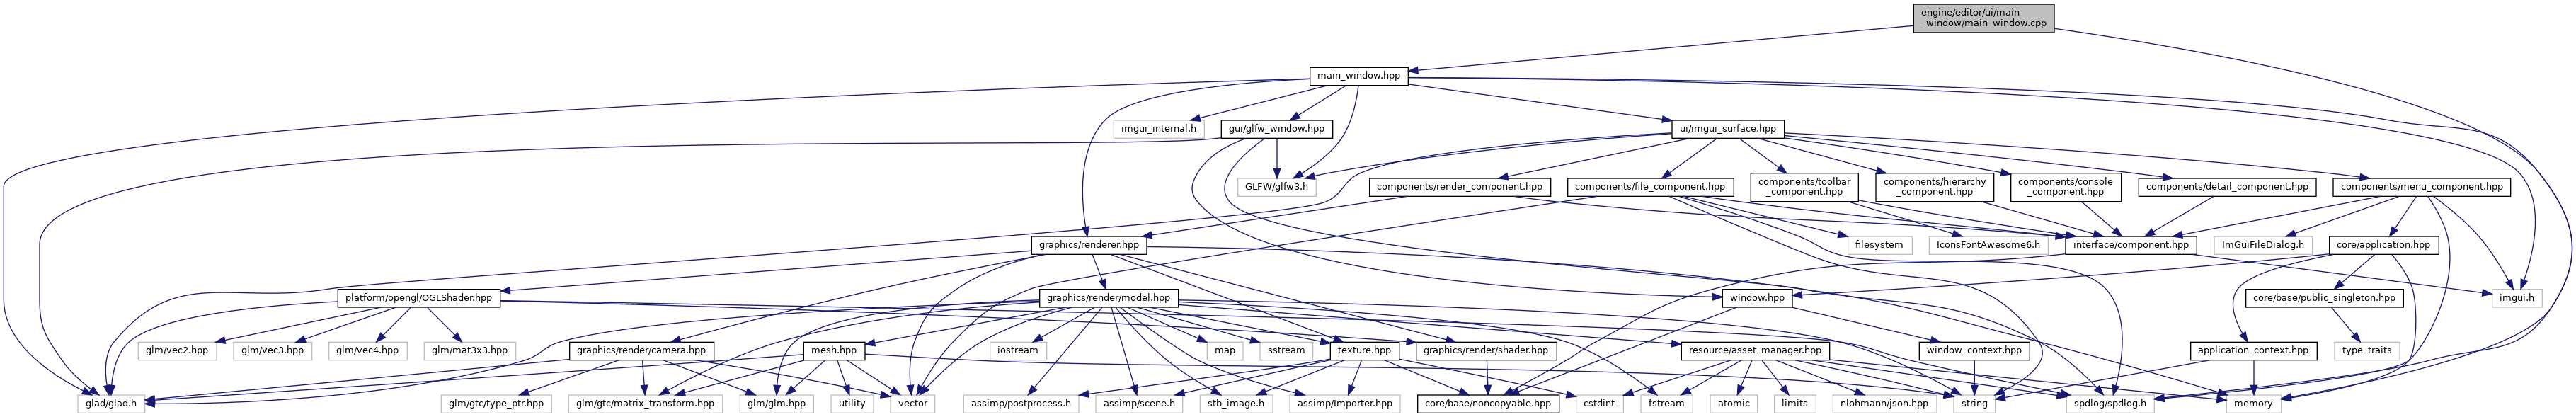 engine/editor/ui/main
_window/main_window.cpp
main_window.hpp
imgui_internal.h
gui/glfw_window.hpp
ui/imgui_surface.hpp
GLFW/glfw3.h
components/render_component.hpp
components/file_component.hpp
components/toolbar
_component.hpp
components/hierarchy
_component.hpp
components/console
_component.hpp
components/detail_component.hpp
components/menu_component.hpp
graphics/renderer.hpp
filesystem
IconsFontAwesome6.h
interface/component.hpp
ImGuiFileDialog.h
core/application.hpp
platform/opengl/OGLShader.hpp
graphics/render/model.hpp
window.hpp
core/base/public_singleton.hpp
imgui.h
glm/vec2.hpp
glm/vec3.hpp
glm/vec4.hpp
glm/mat3x3.hpp
graphics/render/camera.hpp
mesh.hpp
iostream
map
sstream
texture.hpp
graphics/render/shader.hpp
resource/asset_manager.hpp
window_context.hpp
application_context.hpp
type_traits
glad/glad.h
glm/gtc/type_ptr.hpp
glm/gtc/matrix_transform.hpp
glm/glm.hpp
utility
vector
assimp/postprocess.h
assimp/scene.h
stb_image.h
assimp/Importer.hpp
core/base/noncopyable.hpp
cstdint
fstream
atomic
limits
nlohmann/json.hpp
string
spdlog/spdlog.h
memory